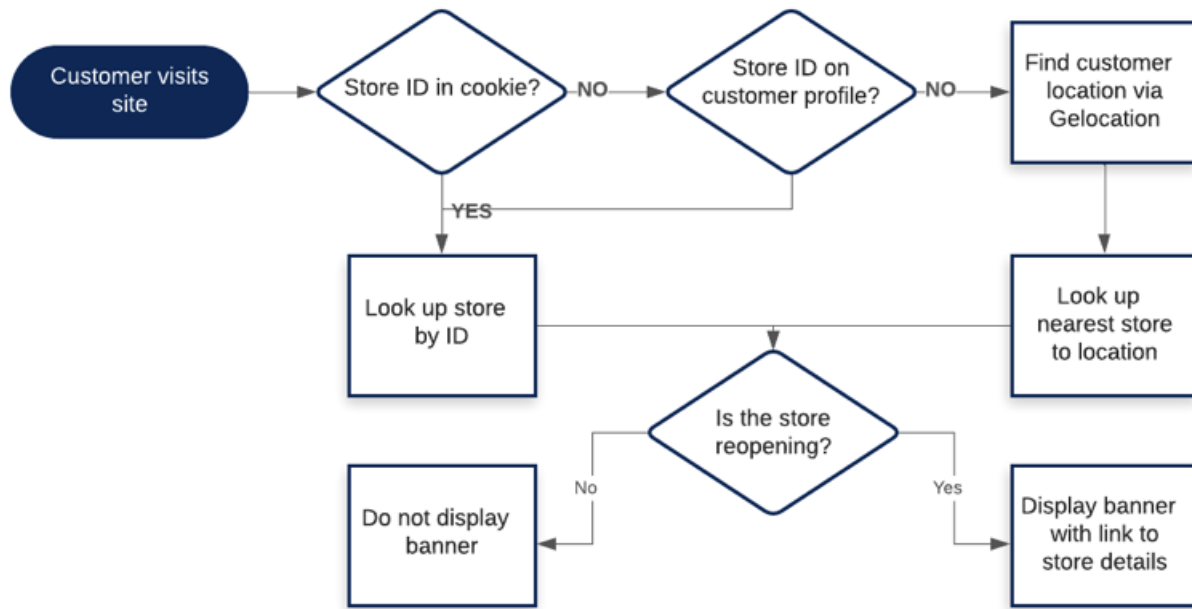 Customer visits
site
Store ID in cookie?
NO
Store ID on
customer profile?
NO
Find customer
location via
Gelocation
YES
Look up store
by ID
Look up
nearest store
to location
Is the store
reopening?
No
Yes
Do not display
banner
Display banner
with link to
store details